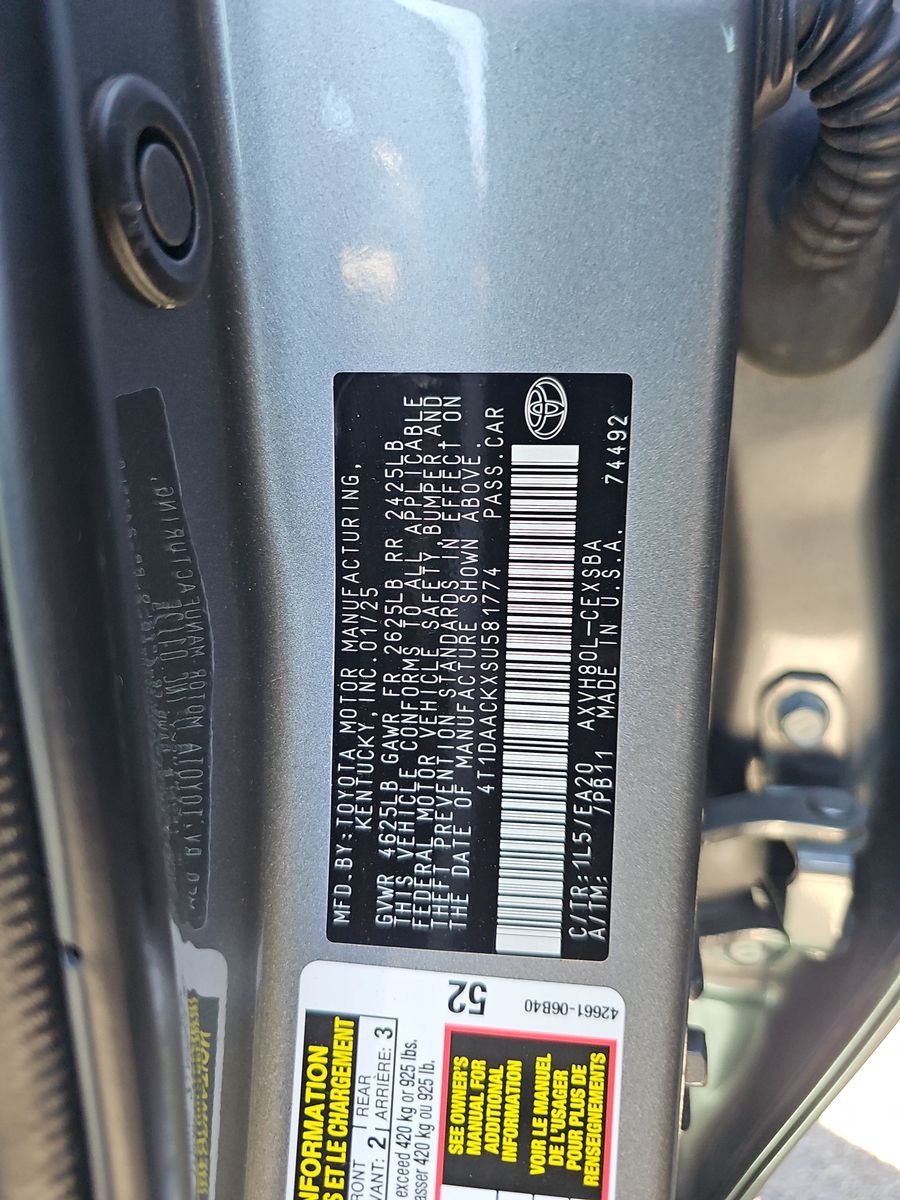 MFD.BY:TOYOTA MOTOR MANUFACTURING,
KENTUCKY, INC.01/25
GVWR 4625LB GAWR FR 2625LB RR 2425LB
THIS VEHICLE CONFORMS TO ALL APPLICABLE
FEDERAL MOTOR VEHICLE SAFETY BUMPER AND
THEFT PREVENTION STANDARDS IN EFFECT ON
THE DATE OF MANUFACTURE SHOWN ABOVE.
4T1DAACKXSU581774 PASS.CAR
C/TR:1L5/EA20 AXVH80L-CEXSBA 74492
A/TM: /PB11 MADE IN U.S.A.
NFORMATION
ET LE CHARGEMENT
RONT 2 REAR 3
VANT: ARRIÈRE:
exceed 420 kg or 925 lbs.
asser 420 kg ou 925 lb.
52
42661-06B40
SEE OWNER'S
MANUAL FOR
ADDITIONAL
INFORMATION
VOIR LE MANUEL
DE L'USAGER
POUR PLUS DE
RENSEIGNEMENTS